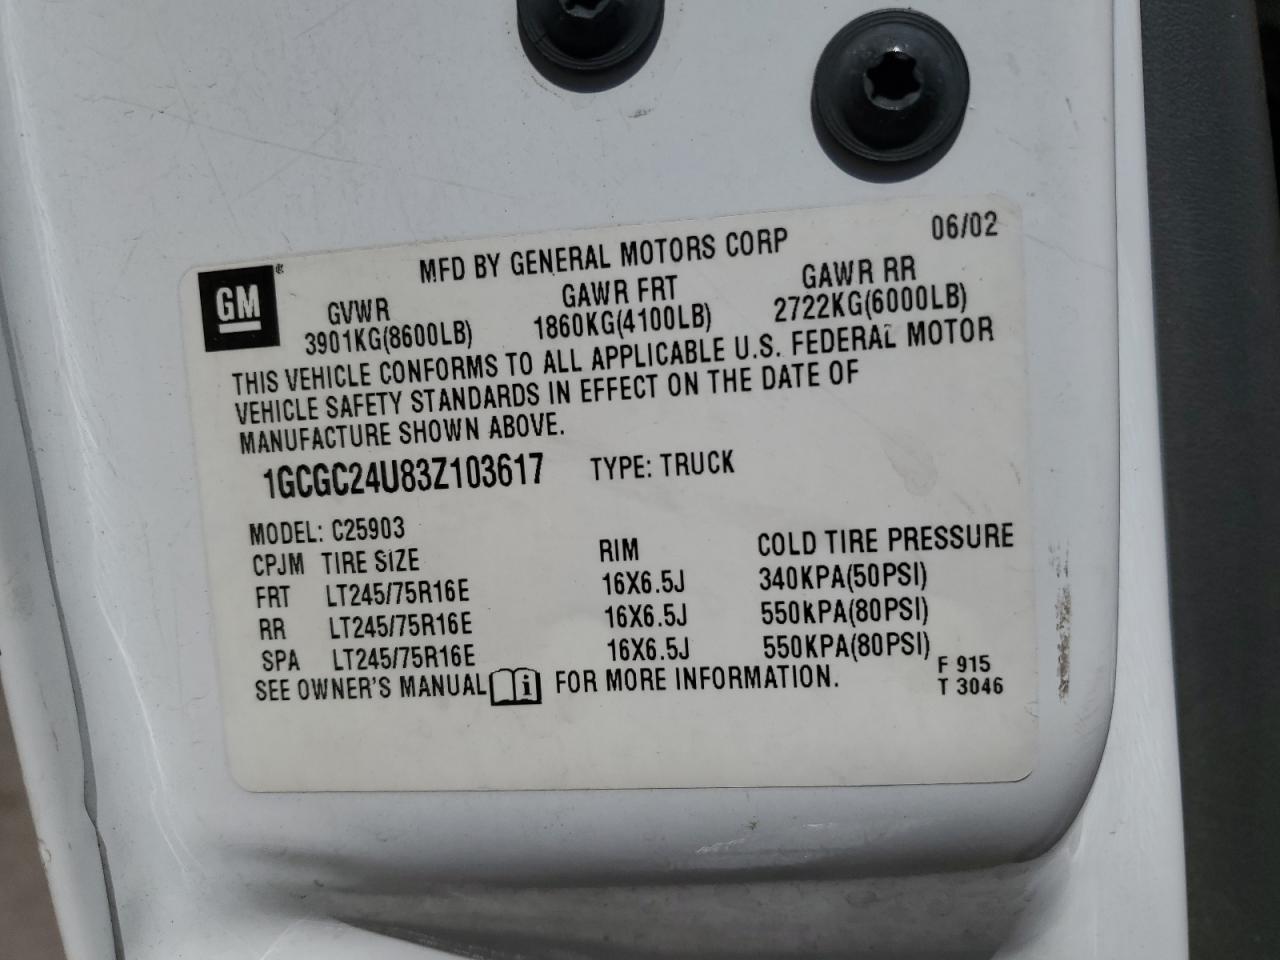 06/02
MFD BY GENERAL MOTORS CORP
GM®
GVWR GAWR FRT GAWR RR
3901KG(8600LB) 1860KG(4100LB) 2722KG(6000LB)
THIS VEHICLE CONFORMS TO ALL APPLICABLE U.S. FEDERAL MOTOR
VEHICLE SAFETY STANDARDS IN EFFECT ON THE DATE OF
MANUFACTURE SHOWN ABOVE.
1GCGC24U83Z103617 TYPE: TRUCK
MODEL: C25903
CPJM TIRE SIZE RIM COLD TIRE PRESSURE
FRT LT245/75R16E 16X6.5J 340KPA(50PSI)
RR LT245/75R16E 16X6.5J 550KPA(80PSI)
SPA LT245/75R16E 16X6.5J 550KPA(80PSI)
SEE OWNER'S MANUAL i FOR MORE INFORMATION.
F 915
T 3046